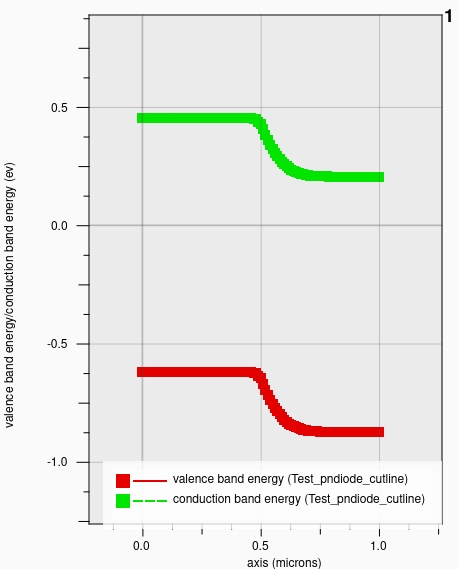 1
valence band energy/conduction band energy (ev)
0.5
0.0
-0.5
-1.0
valence band energy (Test_pndiode_cutline)
conduction band energy (Test_pndiode_cutline)
0.0 0.5 1.0
axis (microns)